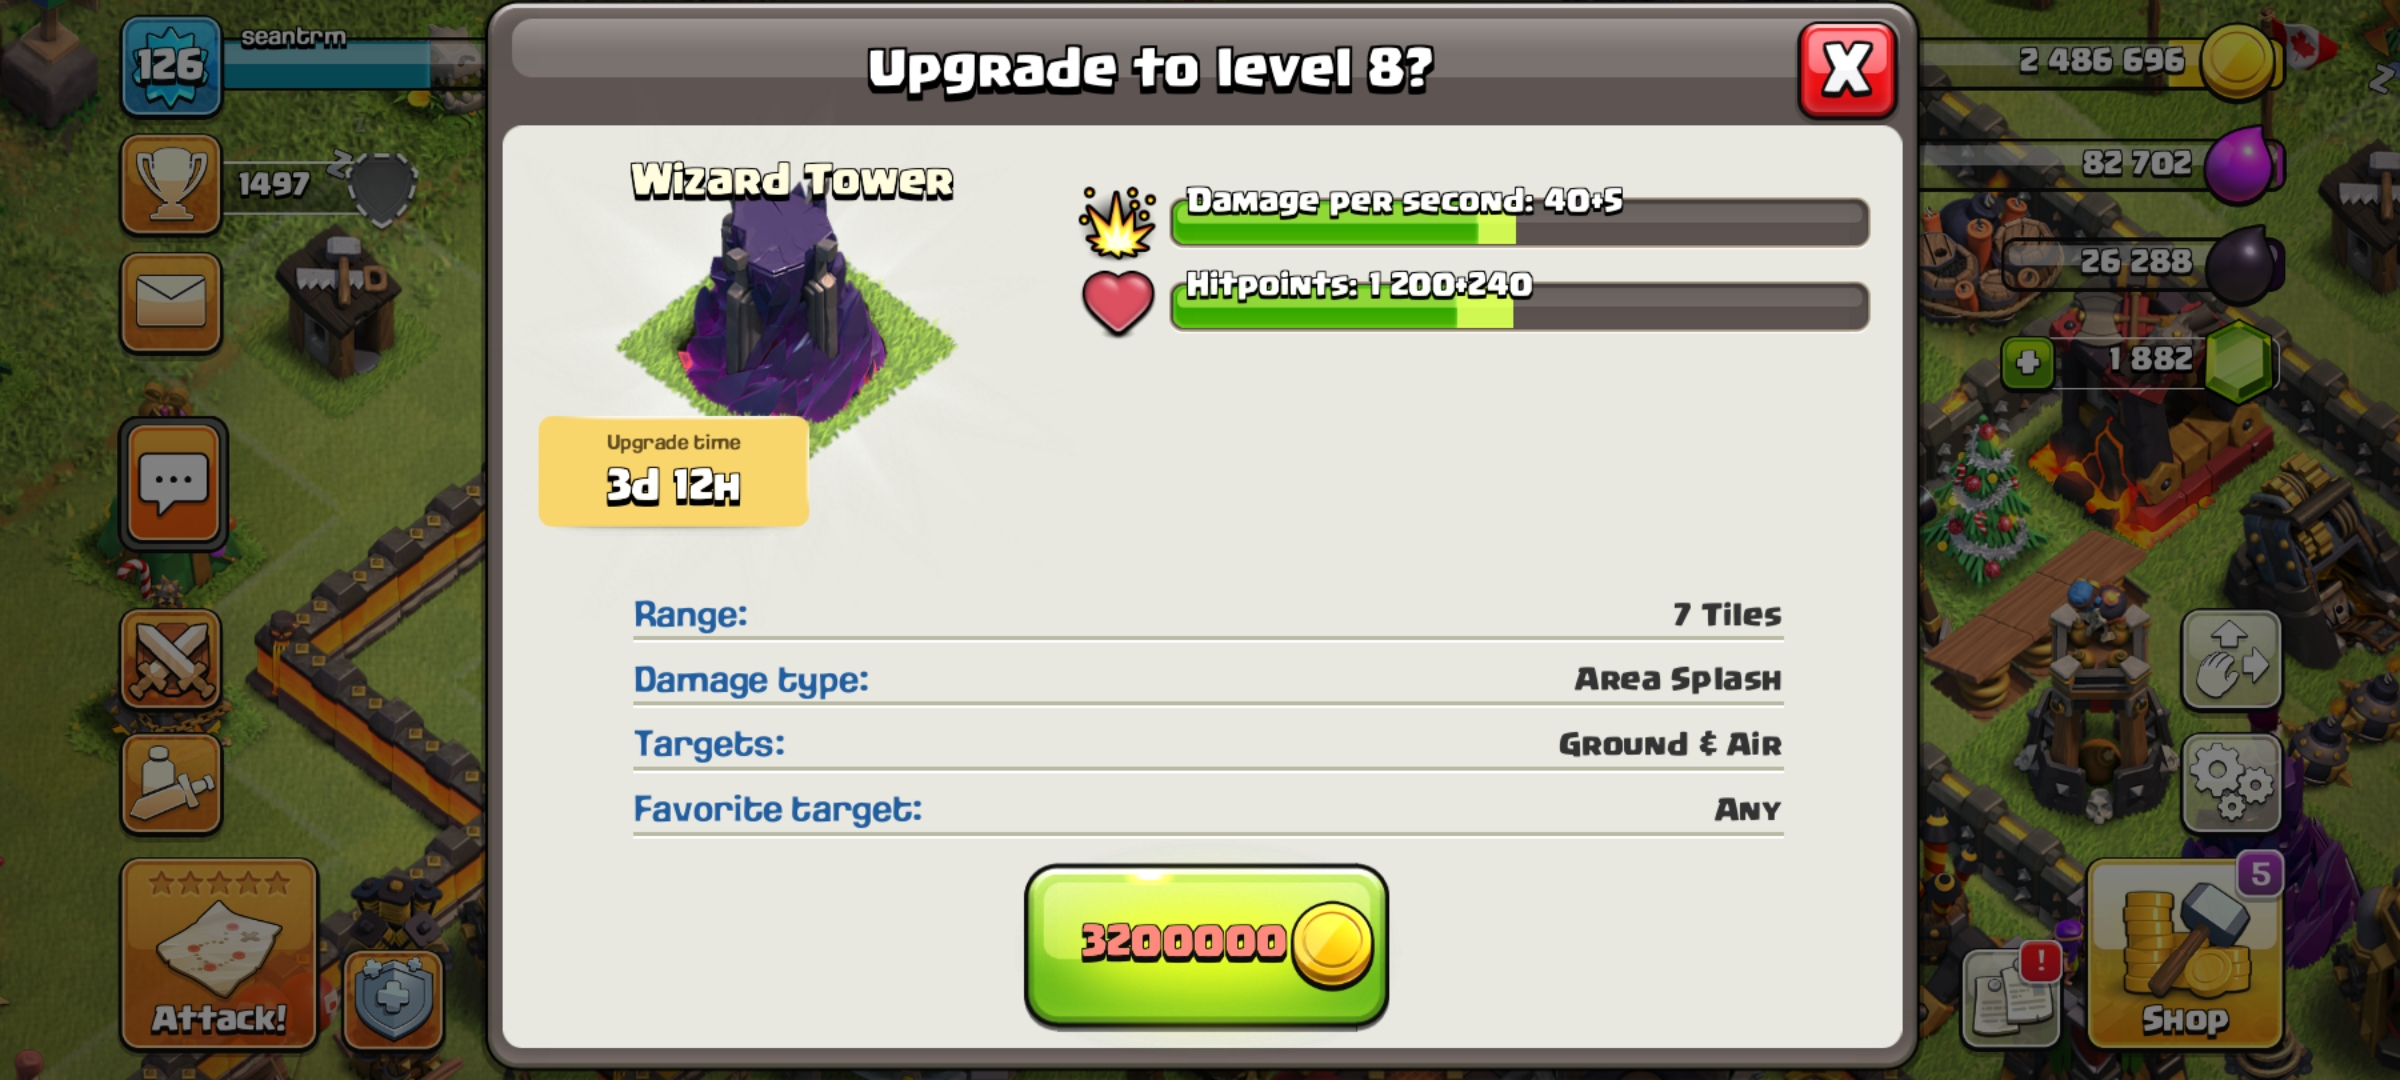 126
seantrm
Upgrade to level 8?
X
2 486 696
1497
Wizard Tower
Damage per second: 40+5
82 702
Hitpoints: 1 200+240
26 288
1 882
Upgrade time
3d 12H
Range: 7 Tiles
Damage type: Area Splash
Targets: Ground & Air
Favorite target: Any
3200000
5
!
Attack!
Shop